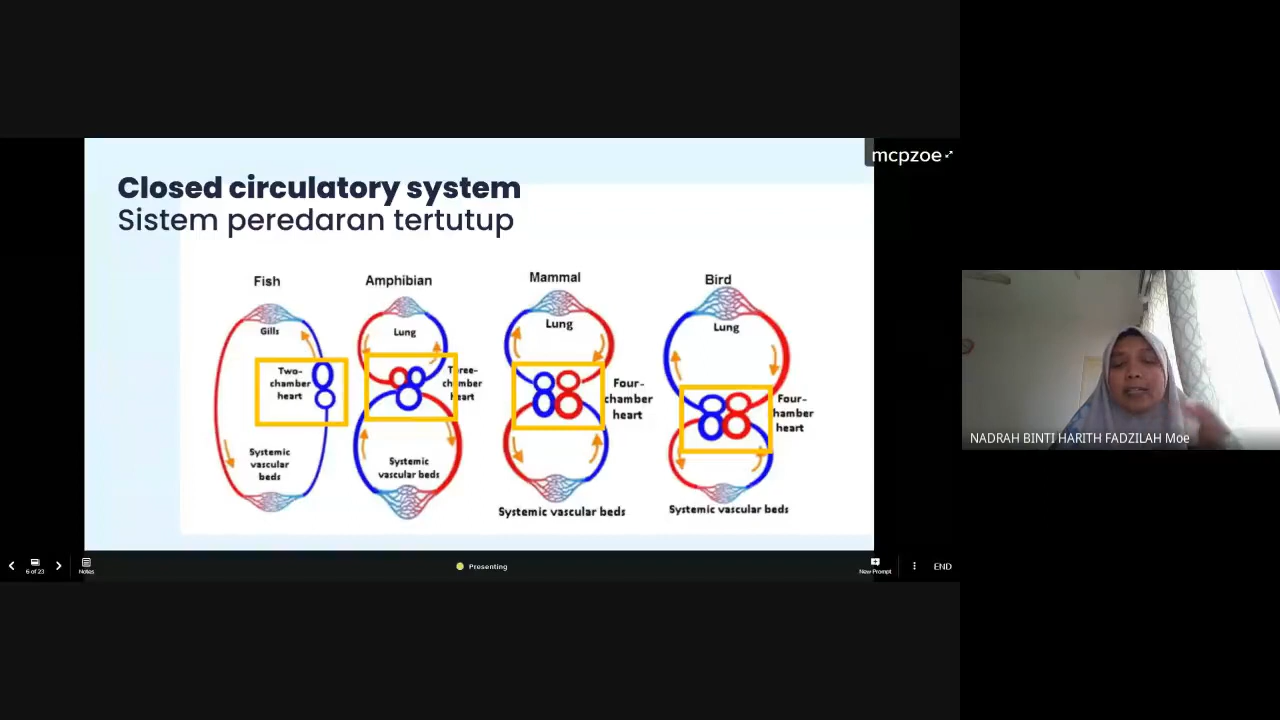 mcpzoe
Closed circulatory system
Sistem peredaran tertutup
Fish
Gills
Two-
chamber
heart
Systemic
vascular
beds
Amphibian
Lung
Three-
chamber
heart
Systemic
vascular beds
Mammal
Lung
Four-
chamber
heart
Systemic vascular beds
Bird
Lung
Four-
hamber
heart
Systemic vascular beds
NADRAH BINTI HARITH FADZILAH Moe
6 of 23
Notes
Presenting
New Prompt
END